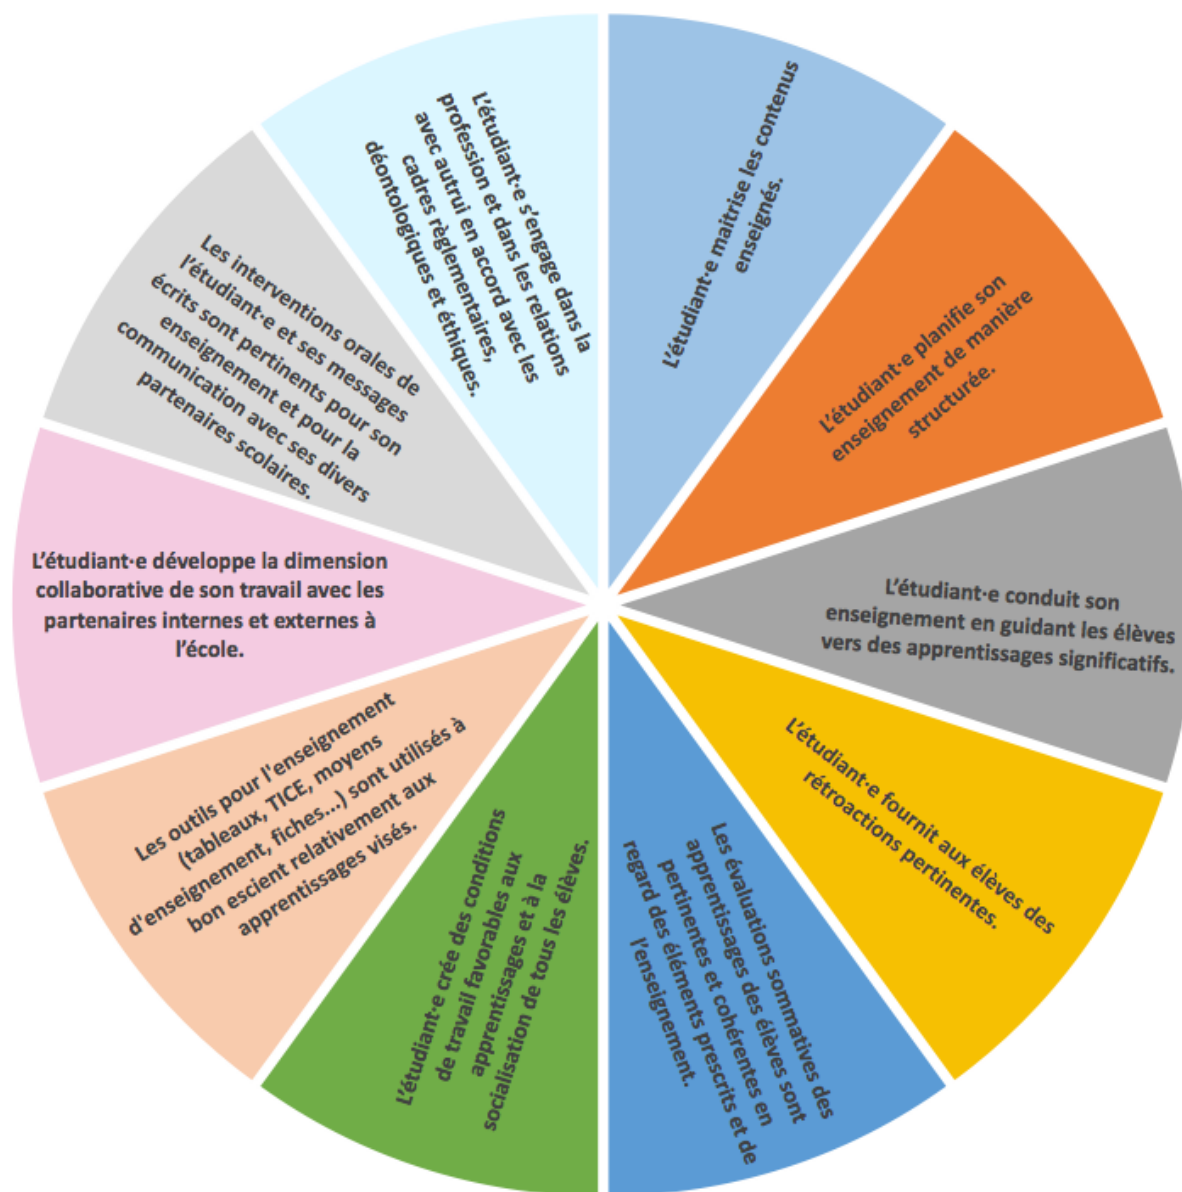 L'étudiant·e maitrise les contenus
enseignés.
L'étudiant·e planifie son
enseignement de manière
structurée.
L'étudiant·e conduit son
enseignement en guidant les élèves
vers des apprentissages significatifs.
L'étudiant·e fournit aux élèves des
rétroactions pertinentes.
Les évaluations sommatives des
apprentissages des élèves sont
pertinentes et cohérentes en
regard des éléments prescrits et de
l'enseignement.
L'étudiant·e crée des conditions
de travail favorables aux
apprentissages et à la
socialisation de tous les élèves.
Les outils pour l'enseignement
(tableaux, TICE, moyens
d'enseignement, fiches...) sont utilisés à
bon escient relativement aux
apprentissages visés.
L'étudiant·e développe la dimension
collaborative de son travail avec les
partenaires internes et externes à
l'école.
Les interventions orales de
l'étudiant·e et ses messages
écrits sont pertinents pour son
enseignement et pour la
communication avec ses divers
partenaires scolaires.
L'étudiant·e s'engage dans la
profession et dans les relations
avec autrui en accord avec les
cadres règlementaires,
déontologiques et éthiques.